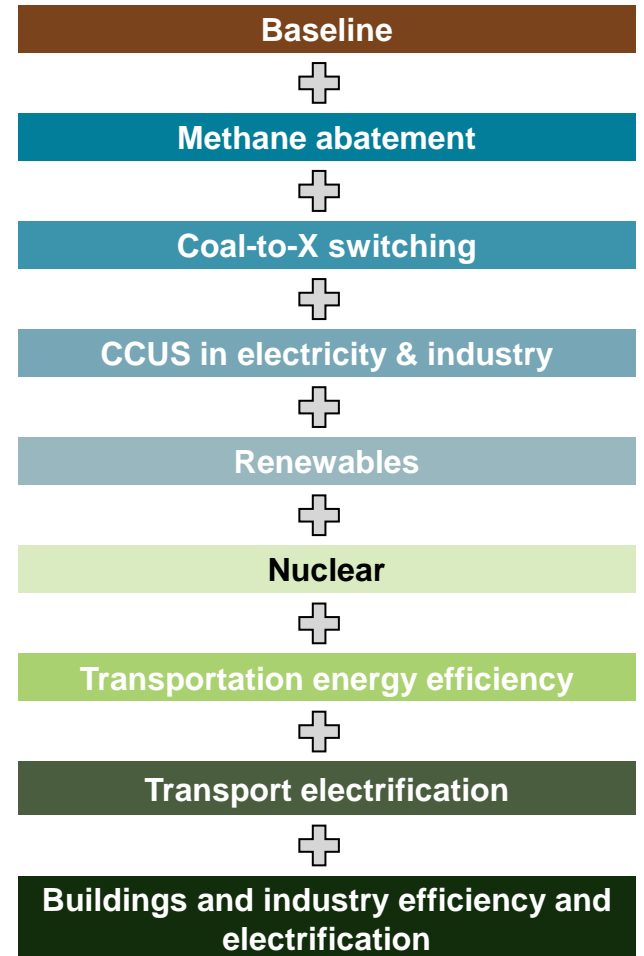 Baseline
Methane abatement
Coal-to-X switching
CCUS in electricity & industry
Renewables
Nuclear
Transportation energy efficiency
Transport electrification
Buildings and industry efficiency and
electrification